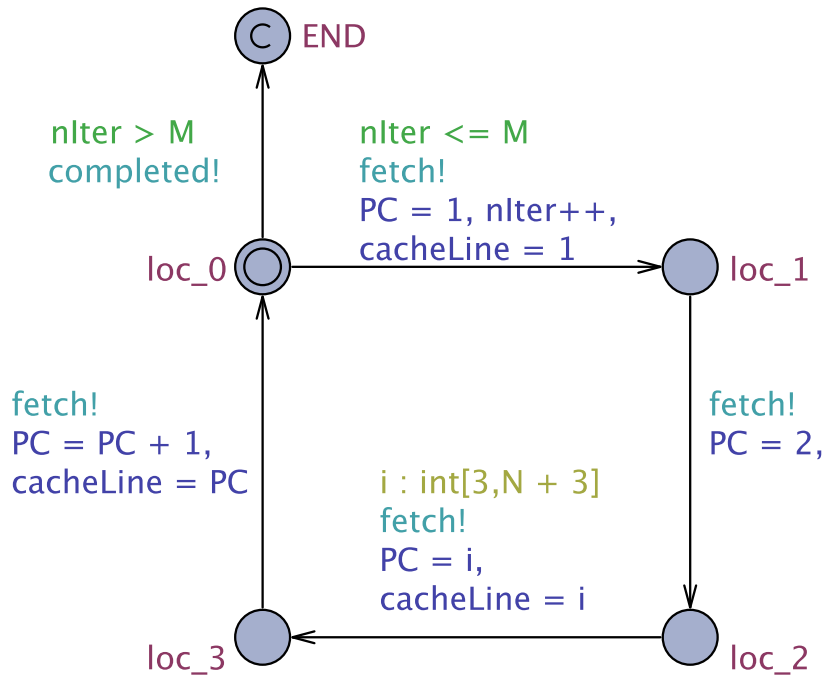 C END
nIter > M
completed!
nIter <= M
fetch!
PC = 1, nIter++,
cacheLine = 1
loc_0
loc_1
fetch!
PC = PC + 1,
cacheLine = PC
fetch!
PC = 2,
i : int[3,N + 3]
fetch!
PC = i,
cacheLine = i
loc_3
loc_2